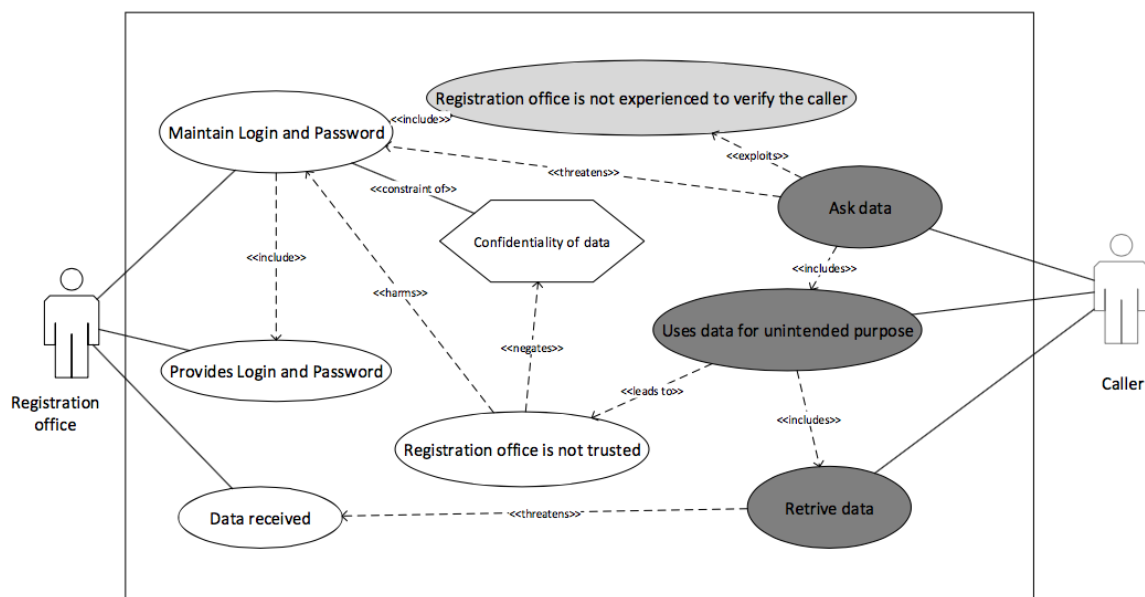 Registration office is not experienced to verify the caller
<<include>>
Maintain Login and Password
<<exploits>>
<<threatens>>
<<constraint of>>
Ask data
Confidentiality of data
<<include>>
<<includes>>
<<harms>>
Uses data for unintended purpose
<<negates>>
Provides Login and Password
Caller
<<leads to>>
Registration
office
<<includes>>
Registration office is not trusted
Retrive data
Data received
<<threatens>>